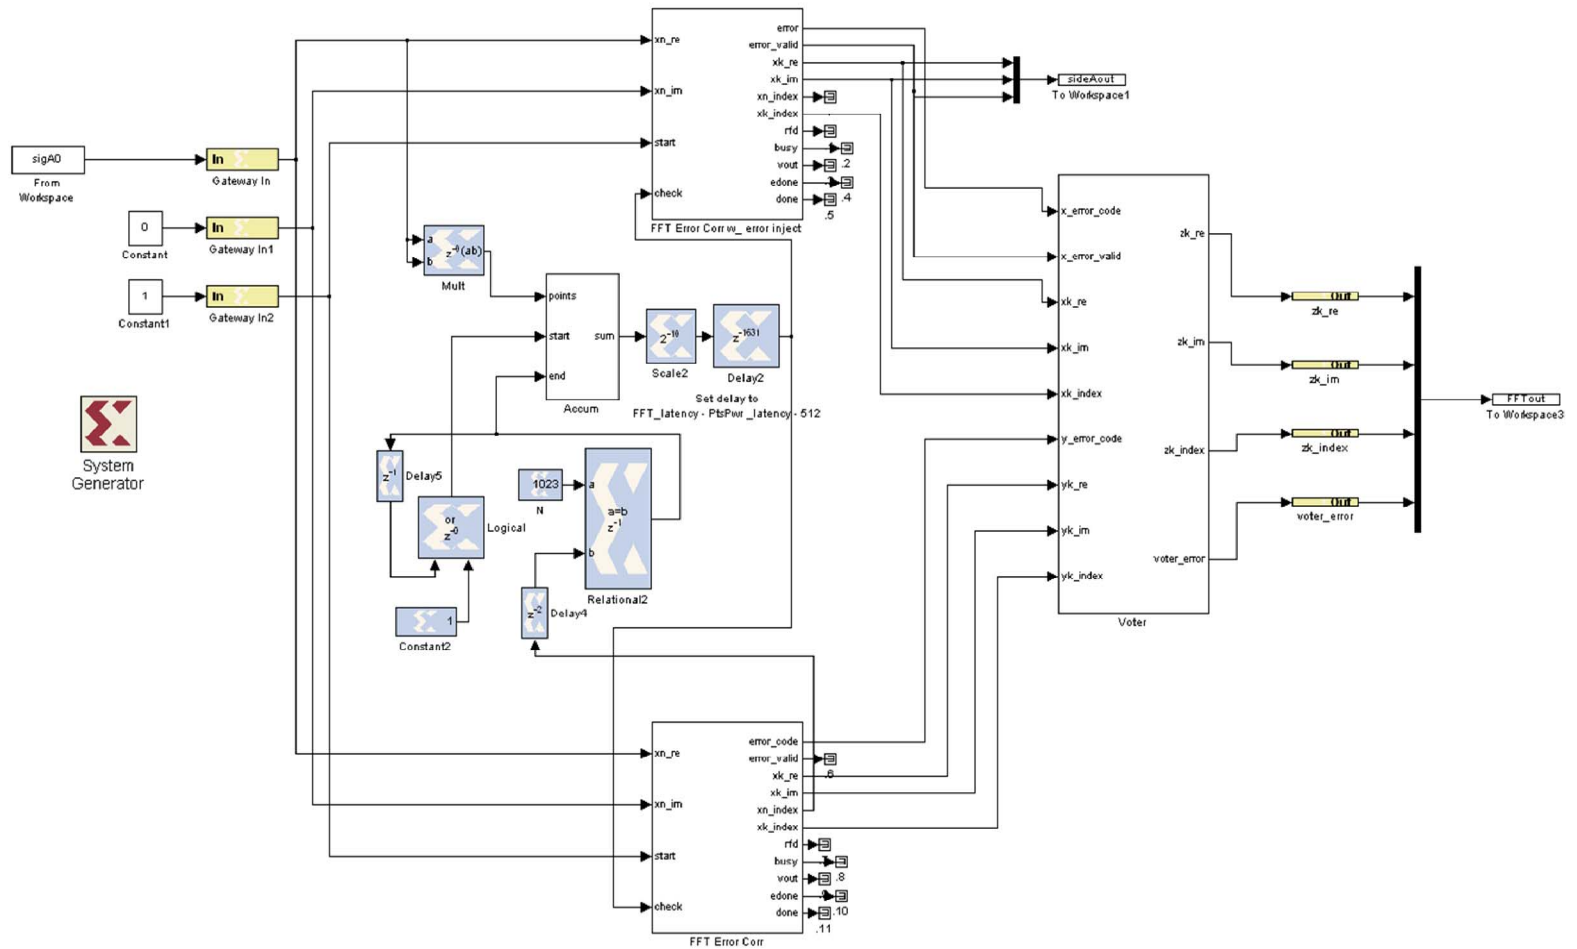 error
error_valid
xn_re
xk_re
xk_im
sideAout
To Workspace1
xn_im
xn_index
xk_index
rfd
start
busy
vout
.2
edone
.4
check
done
.5
FFT Error Corr w_ error inject
sigA0
From
Workspace
In
Gateway In
0
Constant
In
Gateway In1
1
Constant1
In
Gateway In2
a
b
z-0(ab)
Mult
points
start
end
sum
Accum
2-10
Scale2
z-1631
Delay2
Set delay to
FFT_latency - PtsPwr_latency - 512
System
Generator
z-1
Delay5
or
z-0
Logical
1023
N
a
a=b
z-1
b
Relational2
1
Constant2
z-2
Delay4
x_error_code
x_error_valid
xk_re
xk_im
xk_index
y_error_code
yk_re
yk_im
yk_index
zk_re
zk_im
zk_index
voter_error
Voter
Out
zk_re
Out
zk_im
Out
zk_index
Out
voter_error
FFTout
To Workspace3
xn_re
xn_im
start
check
error_code
error_valid
.6
xk_re
xk_im
xn_index
xk_index
rfd
busy
vout
.8
edone
.10
done
.11
FFT Error Corr